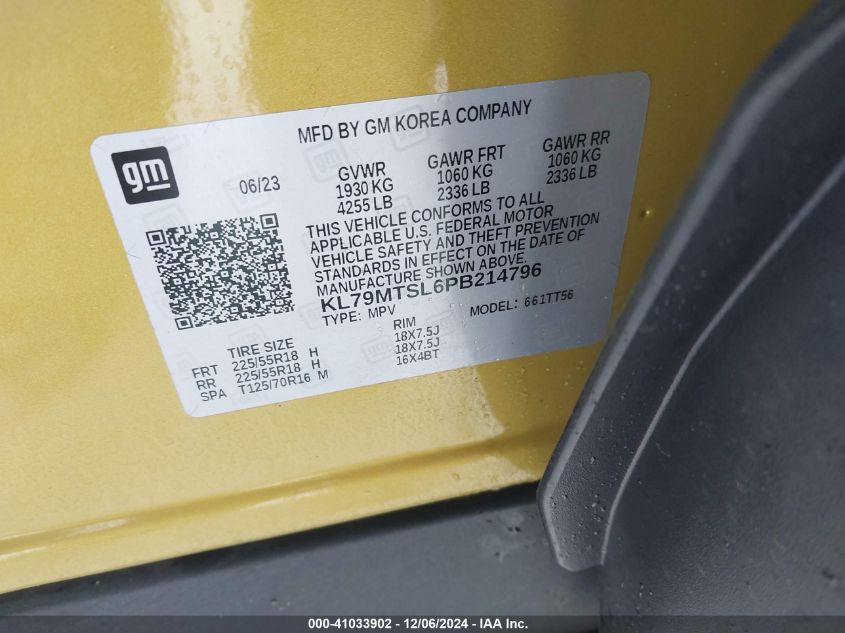 MFD BY GM KOREA COMPANY
gm
06/23
GVWR
1930 KG
4255 LB
GAWR FRT
1060 KG
2336 LB
GAWR RR
1060 KG
2336 LB
THIS VEHICLE CONFORMS TO ALL
APPLICABLE U.S. FEDERAL MOTOR
VEHICLE SAFETY AND THEFT PREVENTION
STANDARDS IN EFFECT ON THE DATE OF
MANUFACTURE SHOWN ABOVE.
KL79MTSL6PB214796
TYPE: MPV
MODEL: 661TT56
TIRE SIZE
RIM
FRT 225/55R18 H 18X7.5J
RR 225/55R18 H 18X7.5J
SPA T125/70R16 M 16X4BT
000-41033902 - 12/06/2024 - IAA Inc.